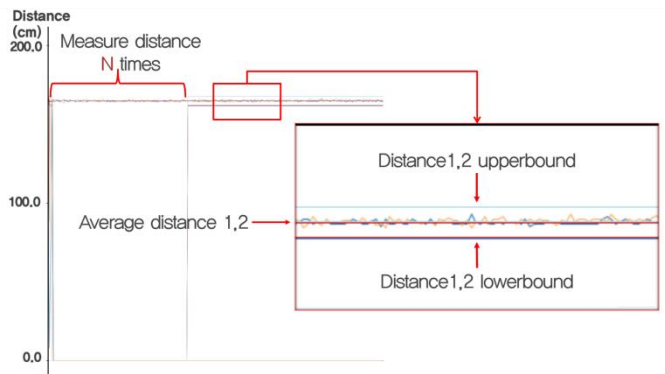 Distance
(cm)
200.0
Measure distance
N times
Distance1,2 upperbound
100.0
Average distance 1,2
Distance1,2 lowerbound
0.0